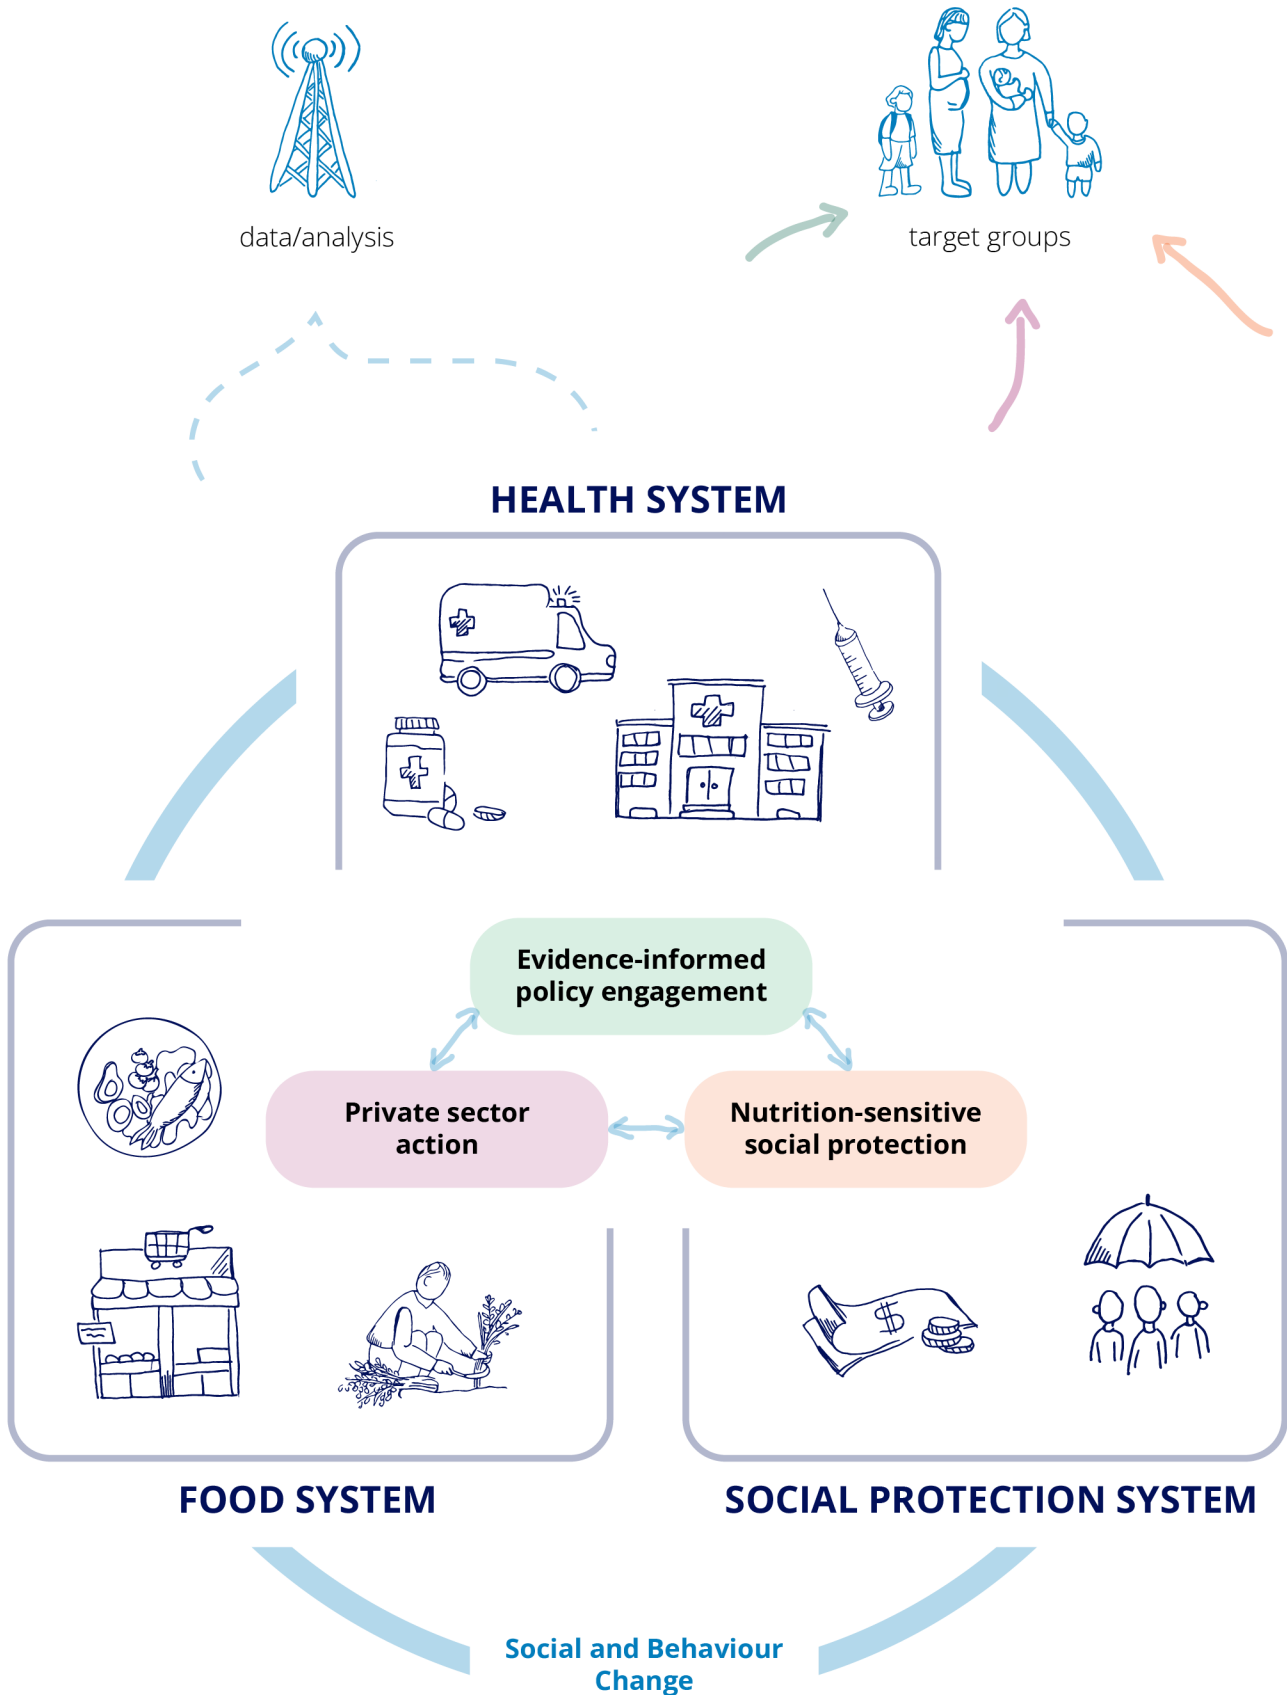 data/analysis
target groups
HEALTH SYSTEM
Evidence-informed
policy engagement
Private sector
action
Nutrition-sensitive
social protection
$
FOOD SYSTEM
SOCIAL PROTECTION SYSTEM
Social and Behaviour
Change